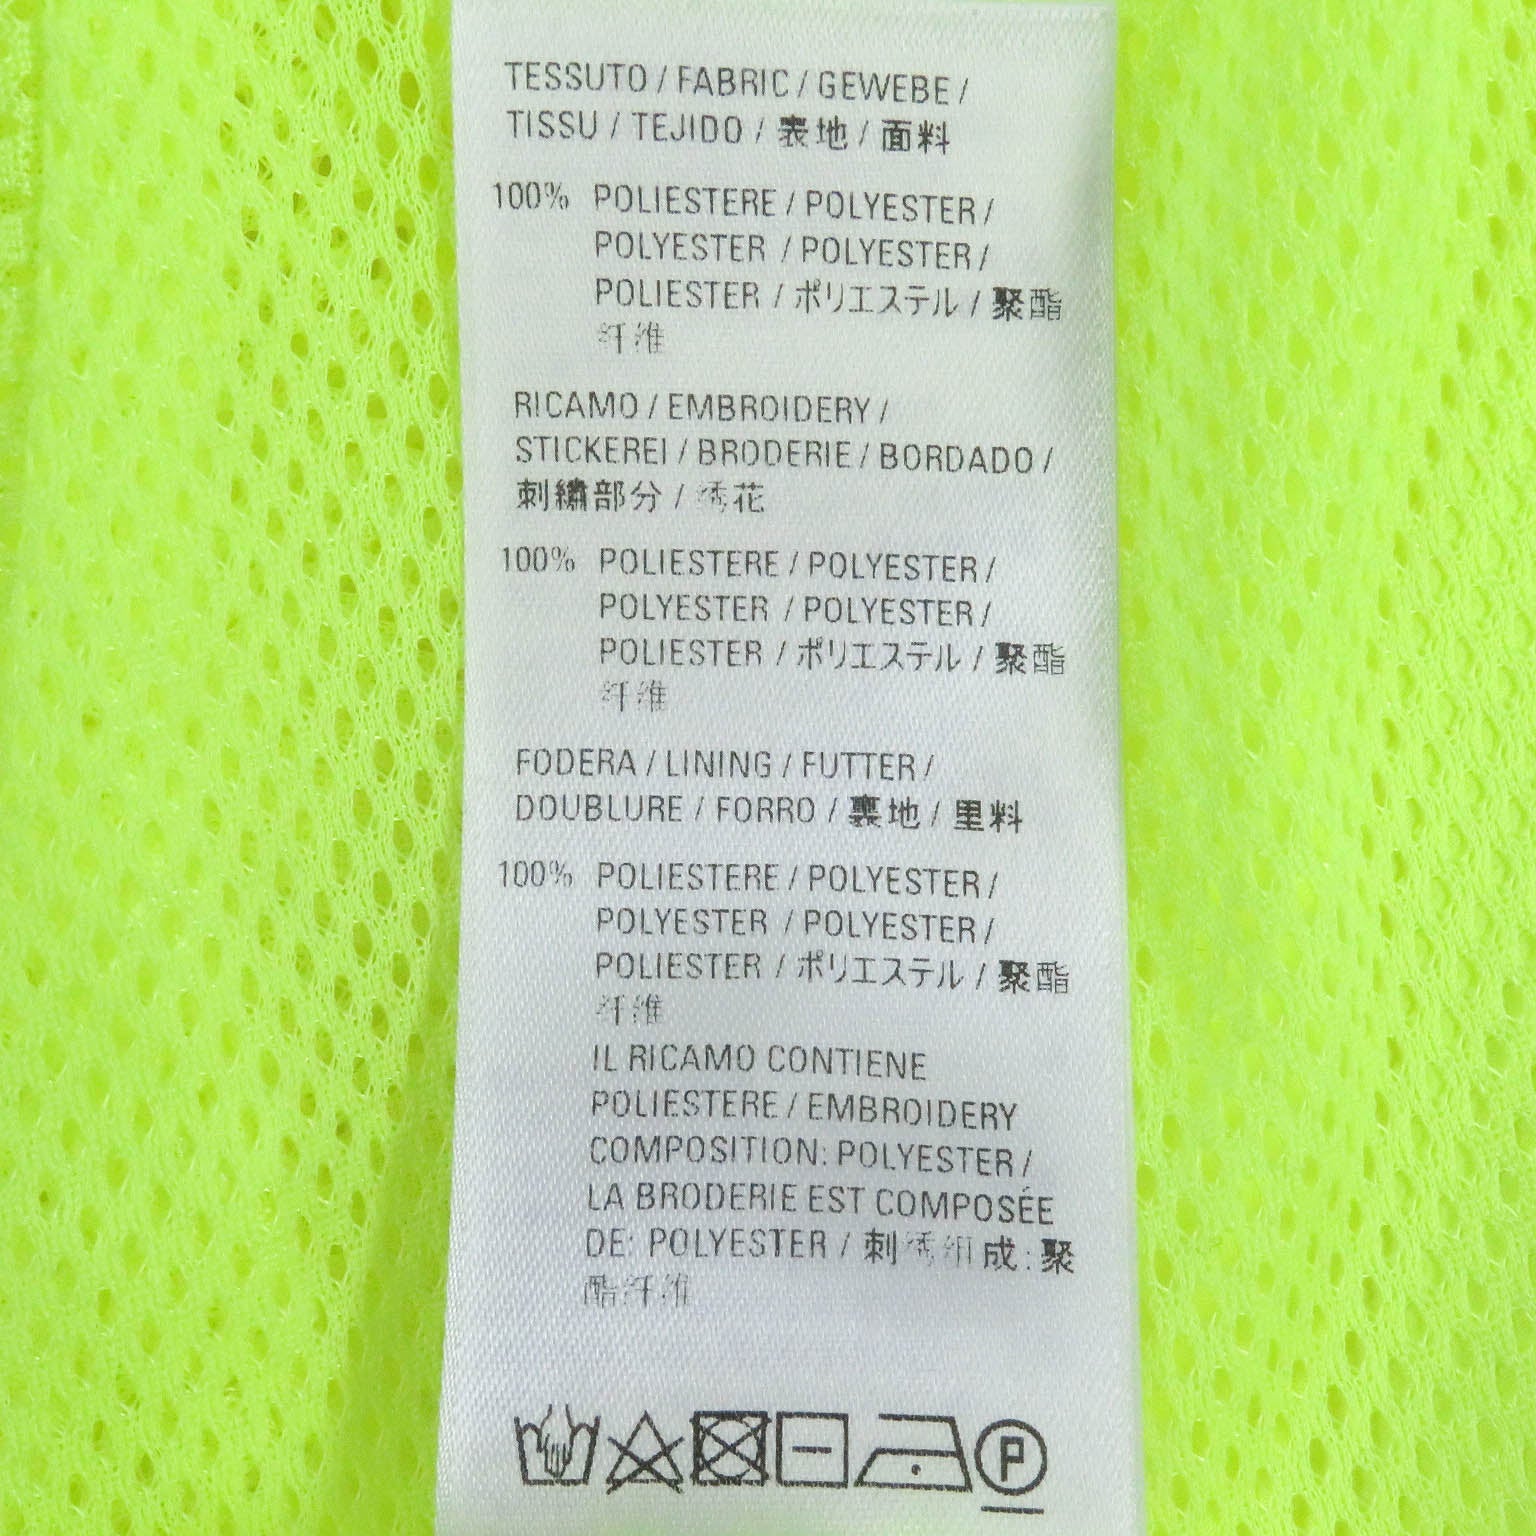 TESSUTO / FABRIC / GEWEBE /
TISSU / TEJIDO / 表地 / 面料
100% POLIESTERE / POLYESTER /
POLYESTER / POLYESTER /
POLIESTER / ポリエステル / 聚酯
纤维
RICAMO / EMBROIDERY /
STICKEREI / BRODERIE / BORDADO /
刺繍部分 / 绣花
100% POLIESTERE / POLYESTER /
POLYESTER / POLYESTER /
POLIESTER / ポリエステル / 聚酯
纤维
FODERA / LINING / FUTTER /
DOUBLURE / FORRO / 裏地 / 里料
100% POLIESTERE / POLYESTER /
POLYESTER / POLYESTER /
POLIESTER / ポリエステル / 聚酯
纤维
IL RICAMO CONTIENE
POLIESTERE / EMBROIDERY
COMPOSITION: POLYESTER /
LA BRODERIE EST COMPOSÉE
DE: POLYESTER / 刺绣组成: 聚
酯纤维
P